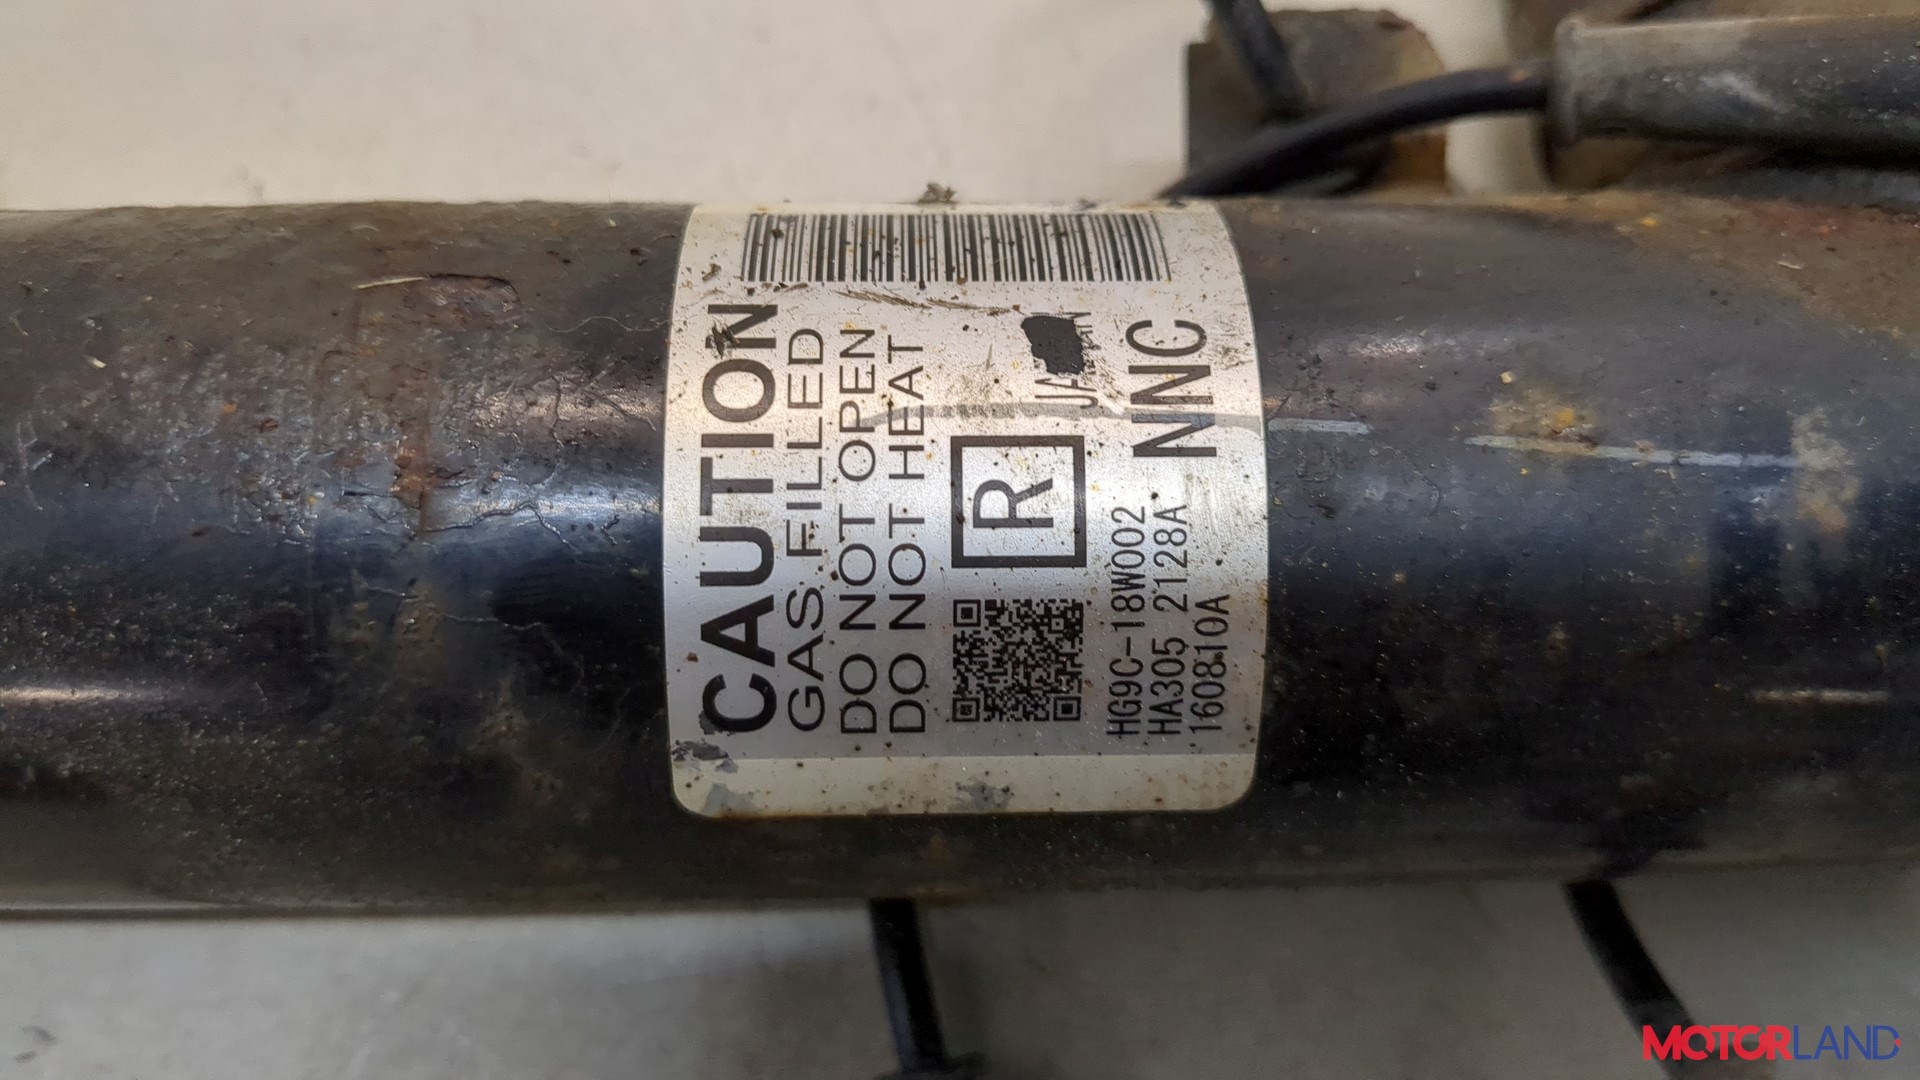 CAUTION
GAS FILLED
DO NOT OPEN
DO NOT HEAT
R
NNC
HG9C-18W002
HA305 2128A
160810A
MOTORLAND